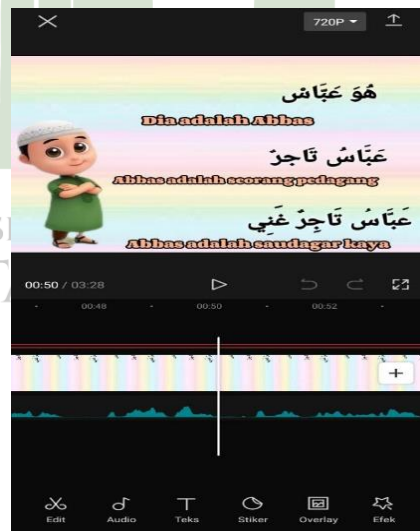 720P
هُوَ عَبَّاسٌ
Dia adalah Abbas
عَبَّاسٌ تَاجِرٌ
Abbas adalah seorang pedagang
عَبَّاسٌ تَاجِرٌ غَنِي
Abbas adalah saudagar kaya
00:50 / 03:28
00:48 00:50 00:52
Edit Audio Teks Stiker Overlay Efek